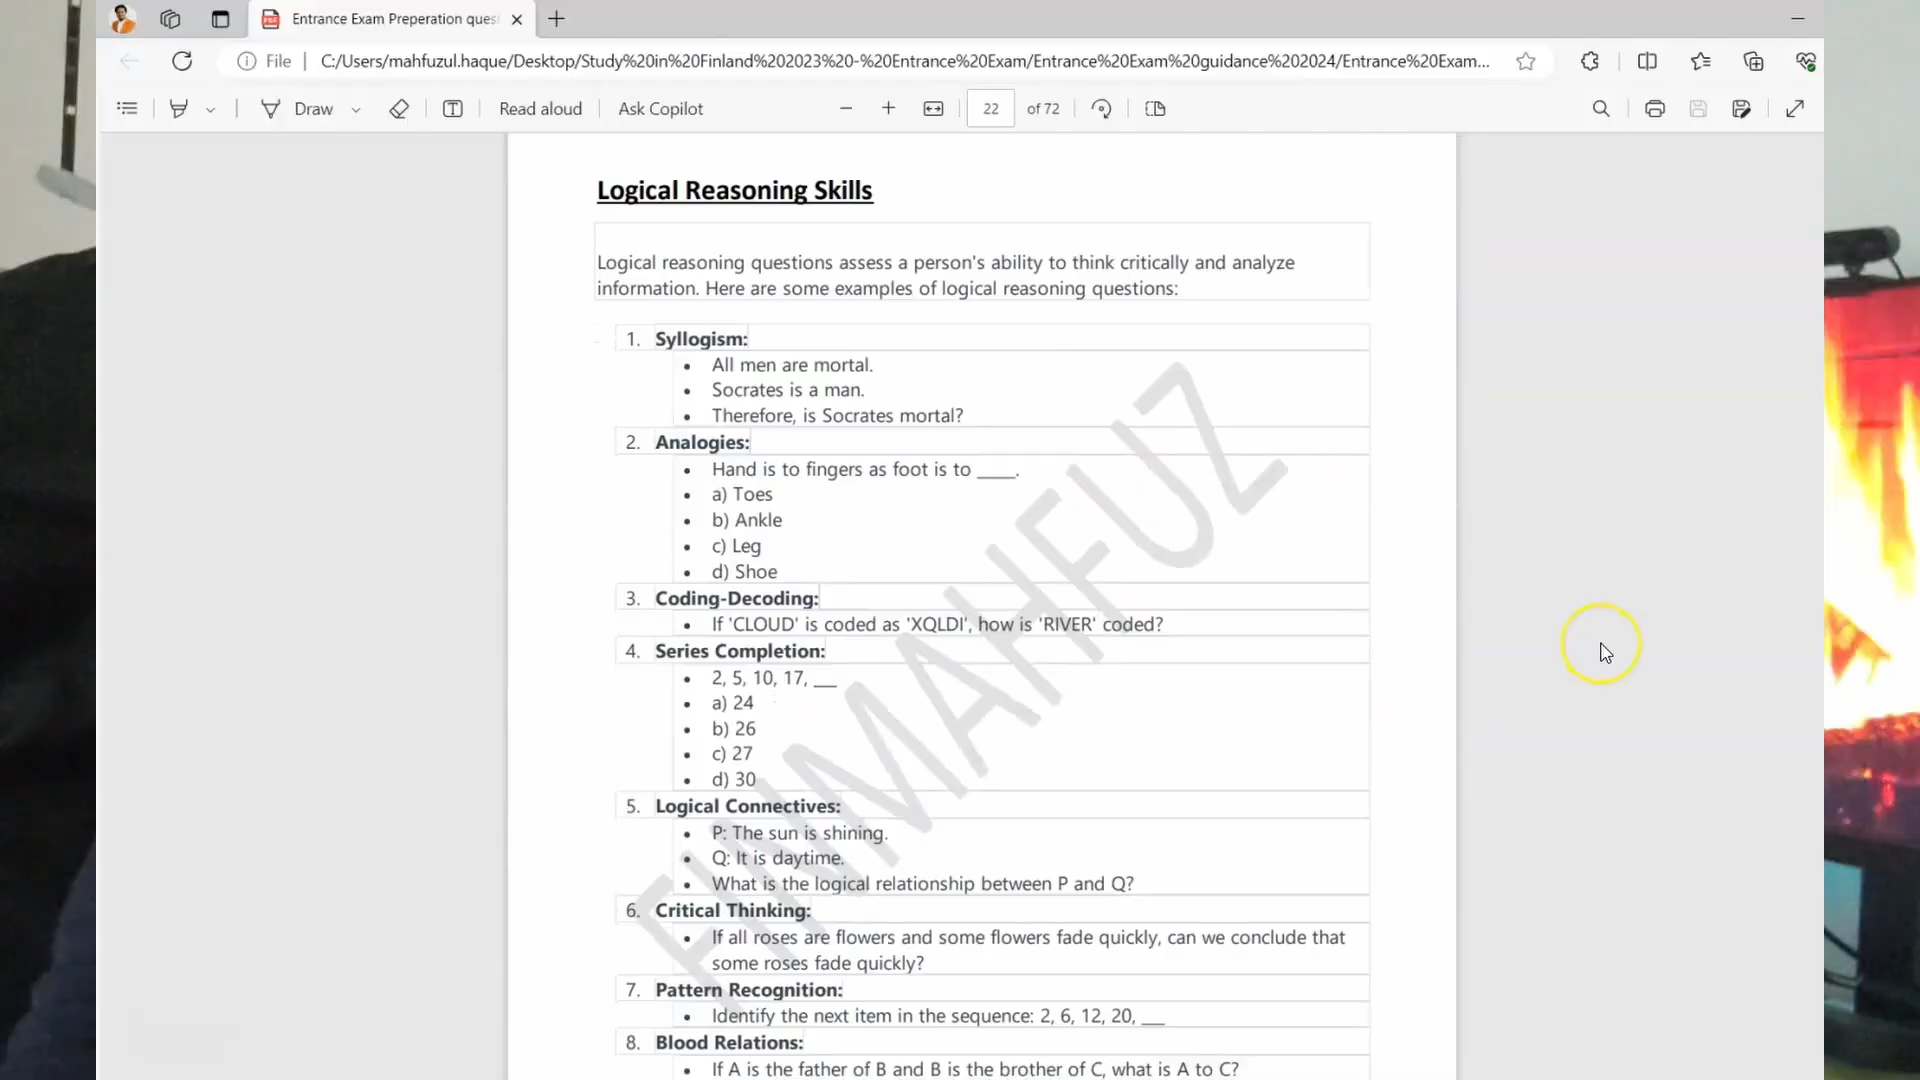 Entrance Exam Preperation ques
File
C:/Users/mahfuzul.haque/Desktop/Study%20in%20Finland%202023%20-%20Entrance%20Exam/Entrance%20Exam%20guidance%202024/Entrance%20Exam...
Draw
Read aloud
Ask Copilot
22 of 72
Logical Reasoning Skills
Logical reasoning questions assess a person's ability to think critically and analyze
information. Here are some examples of logical reasoning questions:
1. Syllogism:
• All men are mortal.
• Socrates is a man.
• Therefore, is Socrates mortal?
2. Analogies:
• Hand is to fingers as foot is to ____.
• a) Toes
• b) Ankle
• c) Leg
• d) Shoe
3. Coding-Decoding:
• If 'CLOUD' is coded as 'XQLDI', how is 'RIVER' coded?
4. Series Completion:
• 2, 5, 10, 17, __
• a) 24
• b) 26
• c) 27
• d) 30
5. Logical Connectives:
• P: The sun is shining.
• Q: It is daytime.
• What is the logical relationship between P and Q?
6. Critical Thinking:
• If all roses are flowers and some flowers fade quickly, can we conclude that
some roses fade quickly?
7. Pattern Recognition:
• Identify the next item in the sequence: 2, 6, 12, 20, __
8. Blood Relations:
• If A is the father of B and B is the brother of C, what is A to C?
FINMAHFUZ